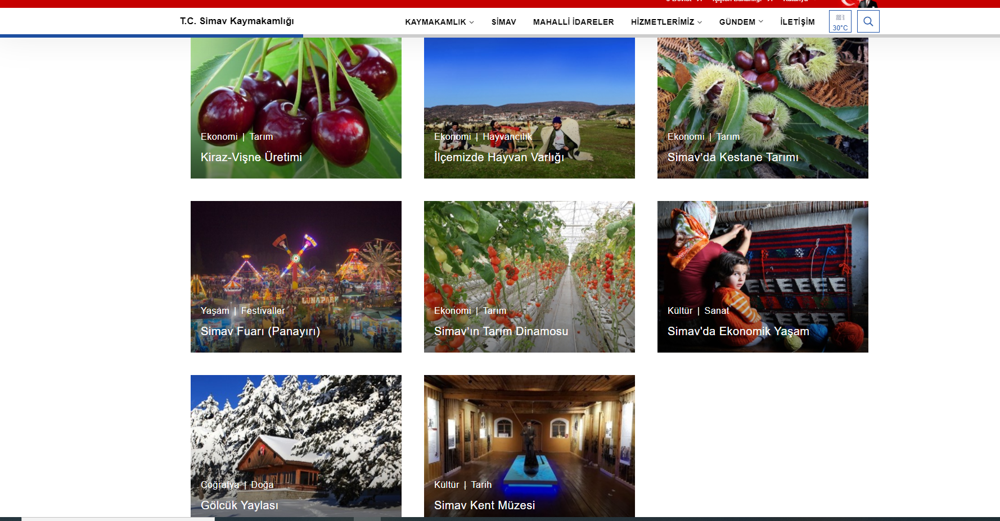 T.C. Simav Kaymakamlığı
KAYMAKAMLIK SİMAV MAHALLİ İDARELER HİZMETLERİMİZ GÜNDEM İLETİŞİM 30°C
Ekonomi | Tarım
Kiraz-Vişne Üretimi
Ekonomi | Hayvancılık
İlçemizde Hayvan Varlığı
Ekonomi | Tarım
Simav’da Kestane Tarımı
LUNAPARK
Yaşam | Festivaller
Simav Fuarı (Panayırı)
Ekonomi | Tarım
Simav’ın Tarım Dinamosu
Kültür | Sanat
Simav'da Ekonomik Yaşam
Coğrafya | Doğa
Gölcük Yaylası
Kültür | Tarih
Simav Kent Müzesi